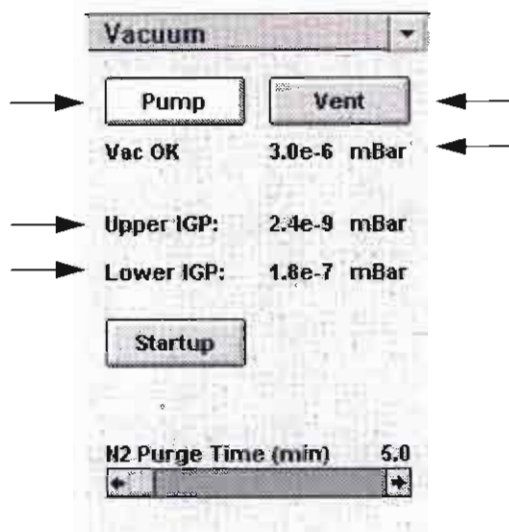 Vacuum
Pump Vent
Vac OK 3.0e-6 mBar
Upper IGP: 2.4e-9 mBar
Lower IGP: 1.8e-7 mBar
Startup
N2 Purge Time (min) 5.0